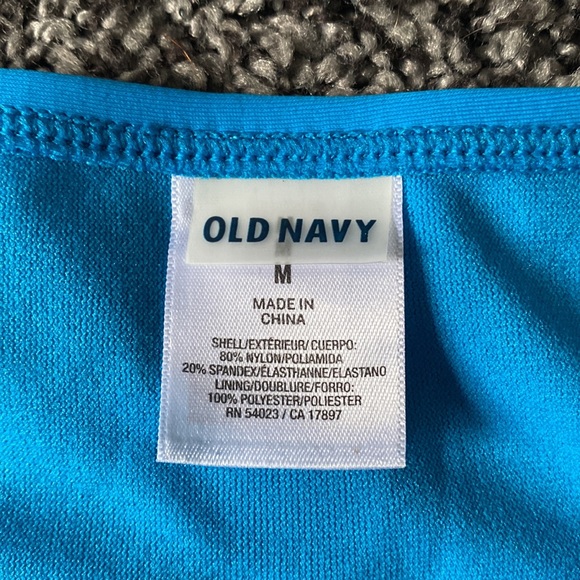 OLD NAVY
M
MADE IN
CHINA
SHELL/EXTÉRIEUR/CUERPO:
80% NYLON/POLIAMIDA
20% SPANDEX/ÉLASTHANNE/ELASTANO
LINING/DOUBLURE/FORRO:
100% POLYESTER/POLIESTER
RN 54023 / CA 17897